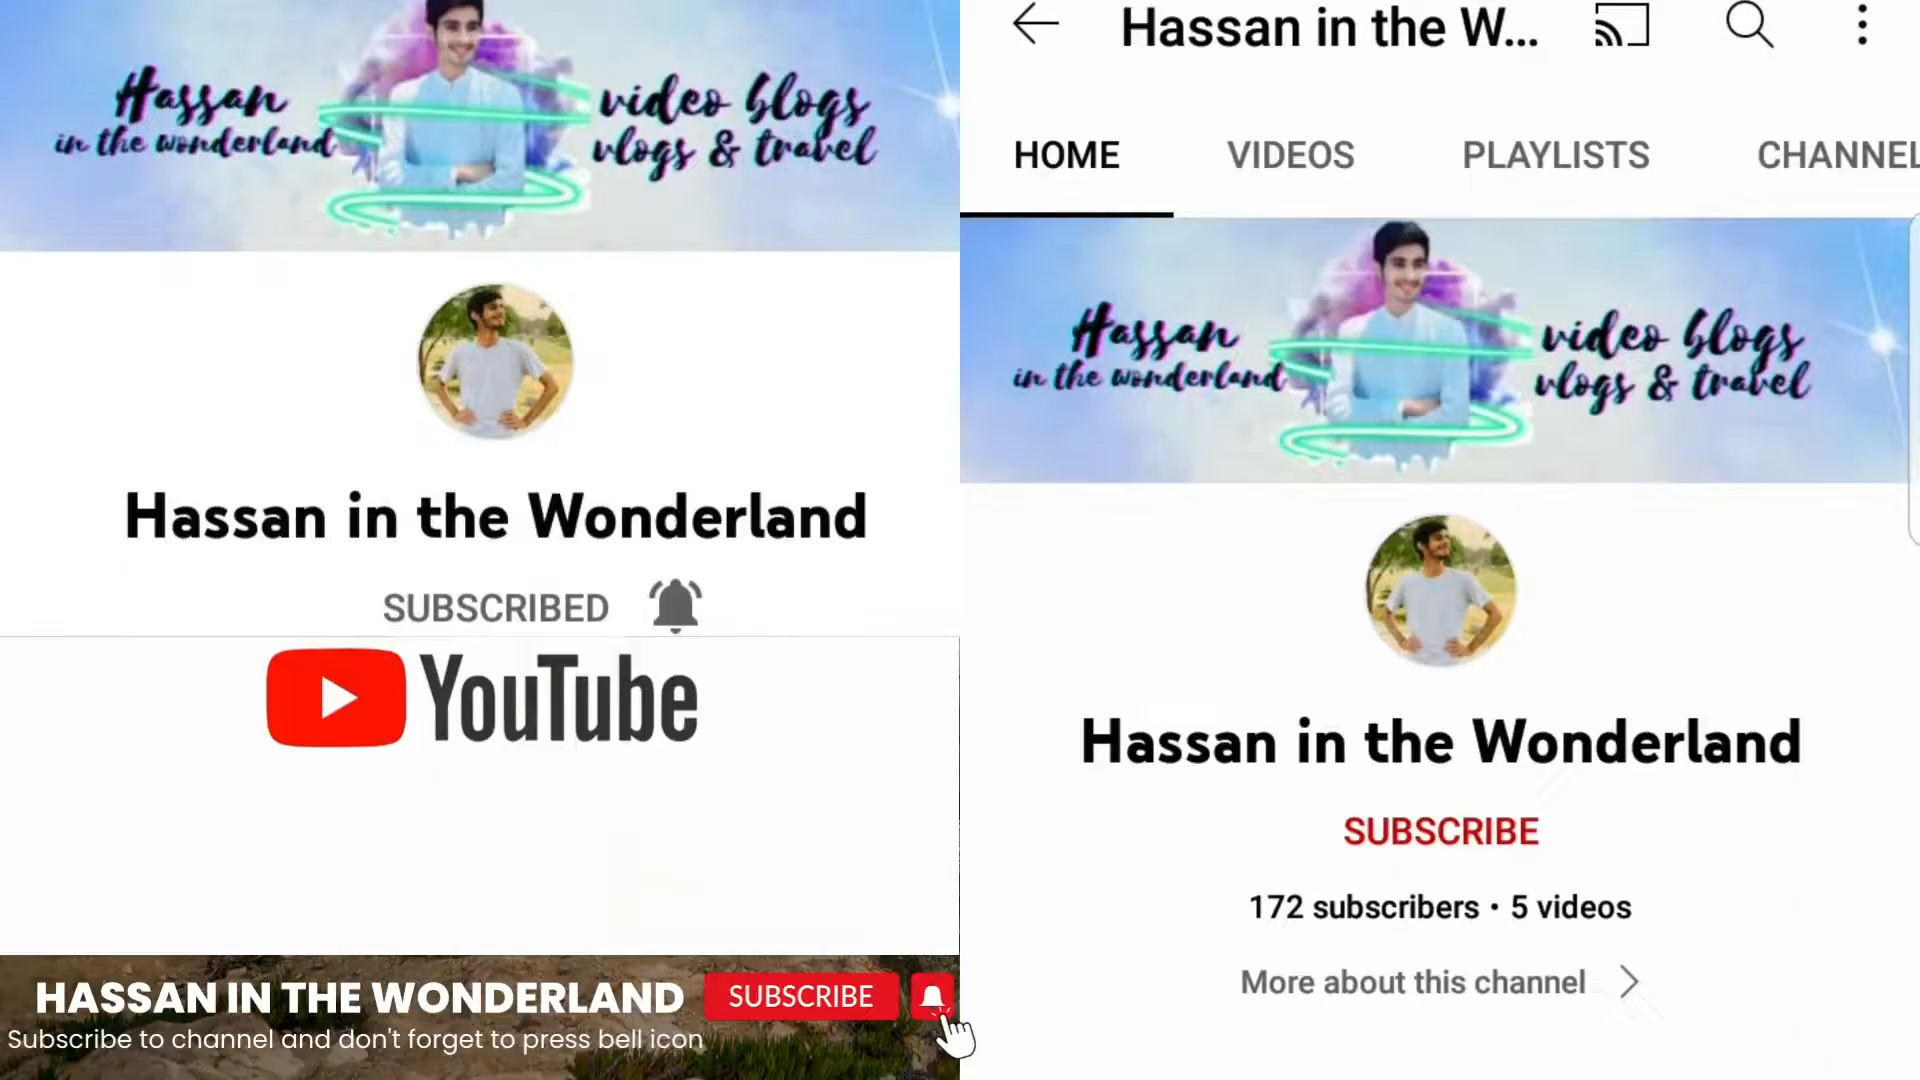 Hassan
in the wonderland
video blogs
vlogs & travel
Hassan in the Wonderland
SUBSCRIBED
YouTube
HASSAN IN THE WONDERLAND
SUBSCRIBE
Subscribe to channel and don't forget to press bell icon
Hassan in the W...
HOME VIDEOS PLAYLISTS CHANNEL
Hassan
in the wonderland
video blogs
vlogs & travel
Hassan in the Wonderland
SUBSCRIBE
172 subscribers • 5 videos
More about this channel